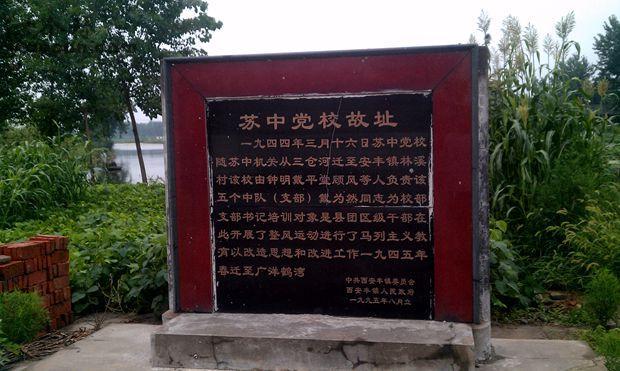 苏中党校故址
一九四四年三月十六日苏中党校
随苏中机关从三仓河迁至安丰镇林溪
村该校由钟明戴平堂顾风等人负责该
五个中队（支部）戴为然同志为校部
支部书记培训对象是县团区级干部在
此开展了整风运动进行了马列主义教
育以改造思想和改进工作一九四五年
春迁至广洋鹤湾
中共西安丰镇委员会
西安丰镇人民政府
一九九五年八月立